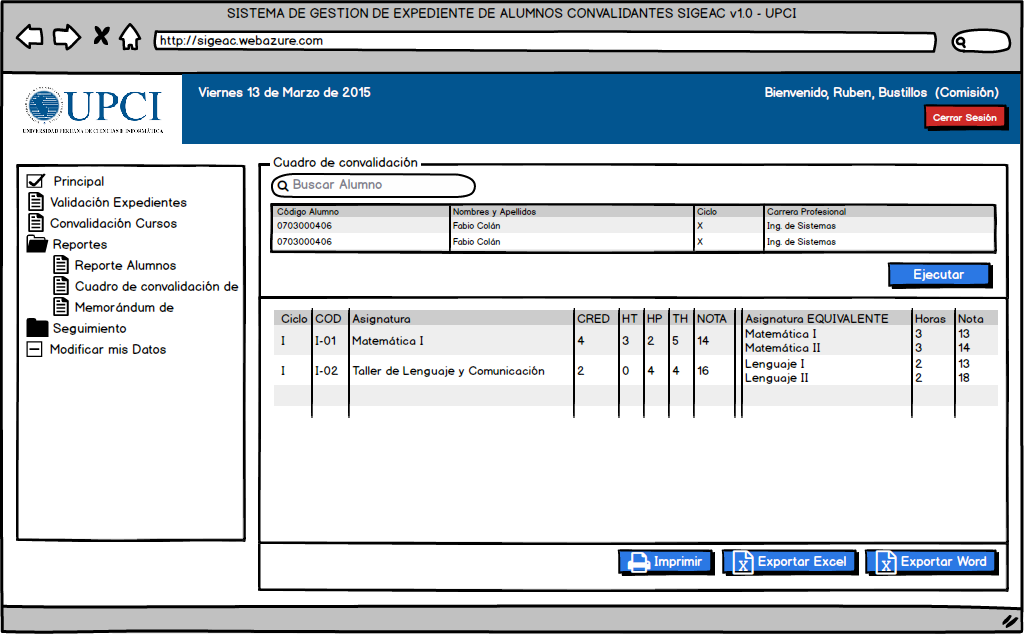 SISTEMA DE GESTION DE EXPEDIENTE DE ALUMNOS CONVALIDANTES SIGEAC v1.0 - UPCI
http://sigeac.webazure.com
UPCI
UNIVERSIDAD PERUANA DE CIENCIAS E INFORMÁTICA
Viernes 13 de Marzo de 2015
Bienvenido, Ruben, Bustillos (Comisión)
Cerrar Sesión
Principal
Validación Expedientes
Convalidación Cursos
Reportes
Reporte Alumnos
Cuadro de convalidación de
Memorándum de
Seguimiento
Modificar mis Datos
Cuadro de convalidación
Buscar Alumno
Código Alumno Nombres y Apellidos Ciclo Carrera Profesional
0703000406 Fabio Colán X Ing. de Sistemas
0703000406 Fabio Colán X Ing. de Sistemas
Ejecutar
Ciclo COD Asignatura CRED HT HP TH NOTA Asignatura EQUIVALENTE Horas Nota
I I-01 Matemática I 4 3 2 5 14 Matemática I 3 13
Matemática II 3 14
I I-02 Taller de Lenguaje y Comunicación 2 0 4 4 16 Lenguaje I 2 13
Lenguaje II 2 18
Imprimir
X Exportar Excel
X Exportar Word